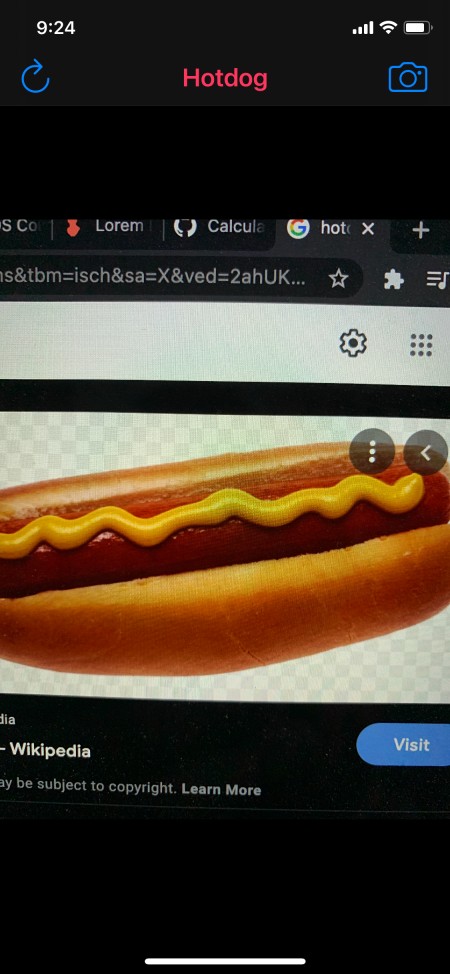 9:24
Hotdog
Lorem
Calcula
hot
ns&tbm=isch&sa=X&ved=2ahUK...
dia
- Wikipedia
Visit
ay be subject to copyright. Learn More